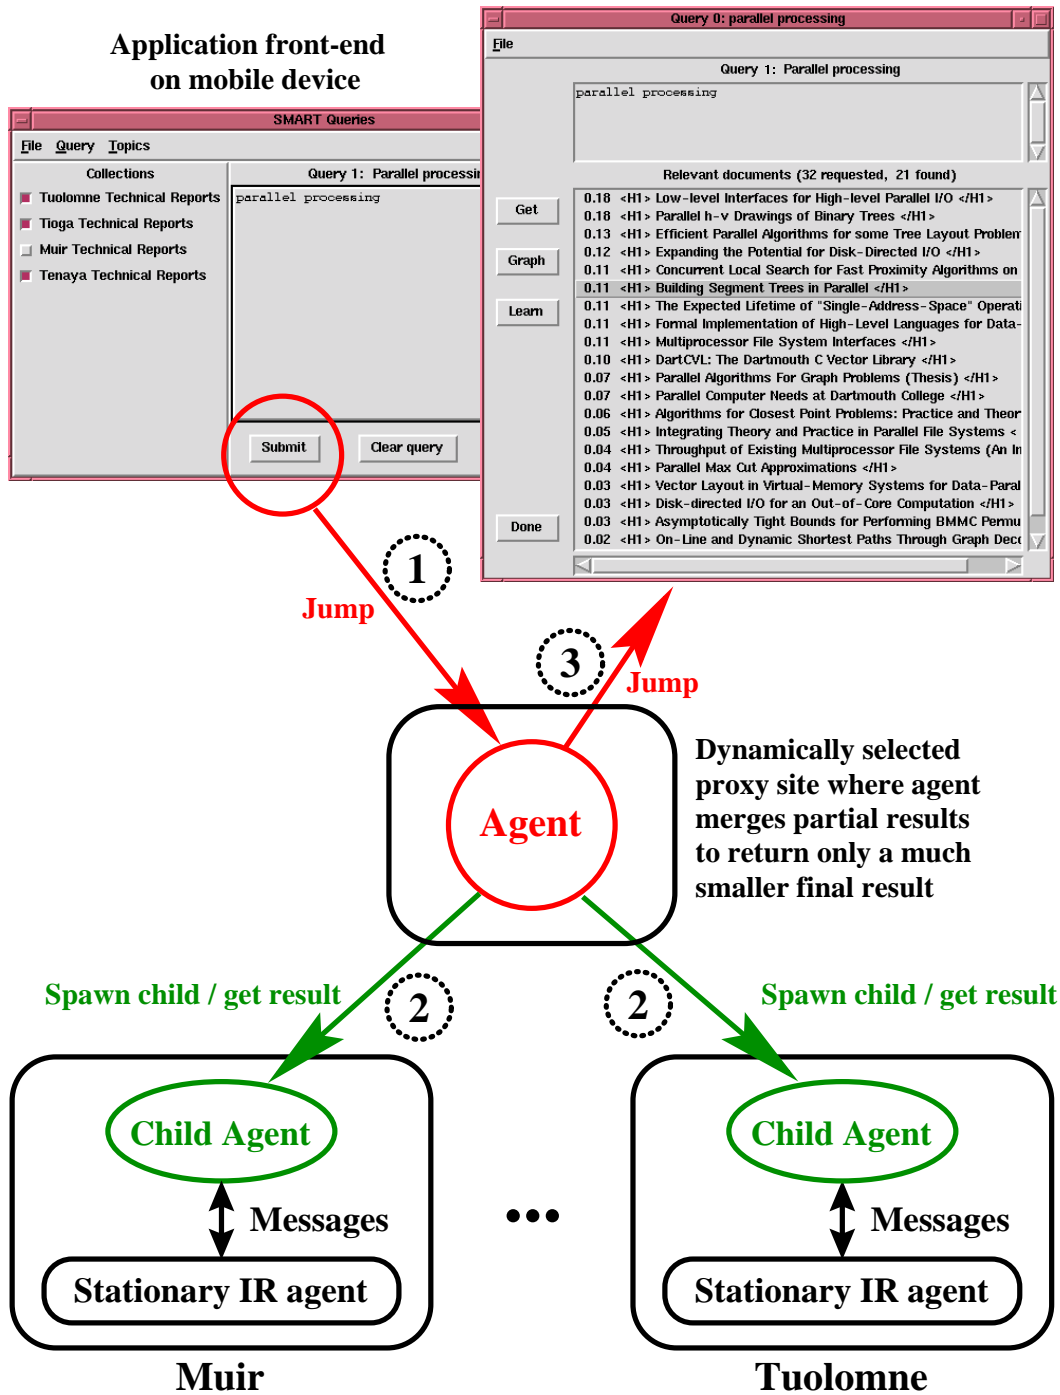 Application front-end
on mobile device
SMART Queries
File Query Topics
Collections
Tuolomne Technical Reports
Tioga Technical Reports
Muir Technical Reports
Tenaya Technical Reports
Query 1: Parallel processin
parallel processing
Submit
Clear query
Query 0: parallel processing
File
Query 1: Parallel processing
parallel processing
Relevant documents (32 requested, 21 found)
Get
Graph
Learn
Done
0.18 <H1> Low-level Interfaces for High-level Parallel I/O </H1>
0.18 <H1> Parallel h-v Drawings of Binary Trees </H1>
0.13 <H1> Efficient Parallel Algorithms for some Tree Layout Problem
0.12 <H1> Expanding the Potential for Disk-Directed I/O </H1>
0.11 <H1> Concurrent Local Search for Fast Proximity Algorithms on
0.11 <H1> Building Segment Trees in Parallel </H1>
0.11 <H1> The Expected Lifetime of "Single-Address-Space" Operati
0.11 <H1> Formal Implementation of High-Level Languages for Data-
0.11 <H1> Multiprocessor File System Interfaces </H1>
0.10 <H1> DartCVL: The Dartmouth C Vector Library </H1>
0.07 <H1> Parallel Algorithms For Graph Problems (Thesis) </H1>
0.07 <H1> Parallel Computer Needs at Dartmouth College </H1>
0.06 <H1> Algorithms for Closest Point Problems: Practice and Theor
0.05 <H1> Integrating Theory and Practice in Parallel File Systems <
0.04 <H1> Throughput of Existing Multiprocessor File Systems (An In
0.04 <H1> Parallel Max Cut Approximations </H1>
0.03 <H1> Vector Layout in Virtual-Memory Systems for Data-Paral
0.03 <H1> Disk-directed I/O for an Out-of-Core Computation </H1>
0.03 <H1> Asymptotically Tight Bounds for Performing BMMC Permu
0.02 <H1> On-Line and Dynamic Shortest Paths Through Graph Dec
1
Jump
3
Jump
Agent
Dynamically selected
proxy site where agent
merges partial results
to return only a much
smaller final result
Spawn child / get result
2
2
Spawn child / get result
Child Agent
Messages
Stationary IR agent
Muir
...
Child Agent
Messages
Stationary IR agent
Tuolomne